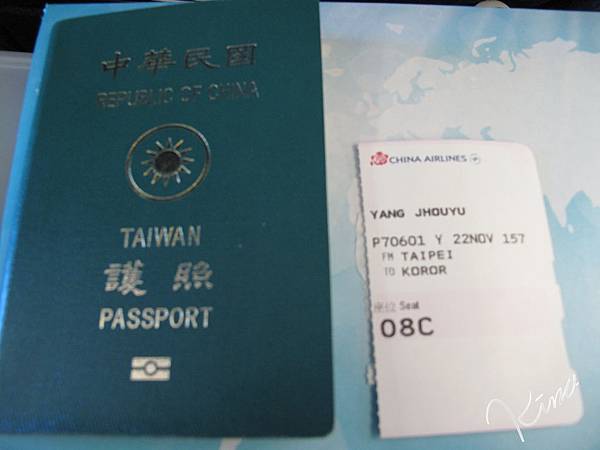 中華民國
REPUBLIC OF CHINA
TAIWAN
護照
PASSPORT
CHINA AIRLINES
YANG JHOUYU
P70601 Y 22NOV 157
FM TAIPEI
TO KOROR
座位 Seat
08C
Kino